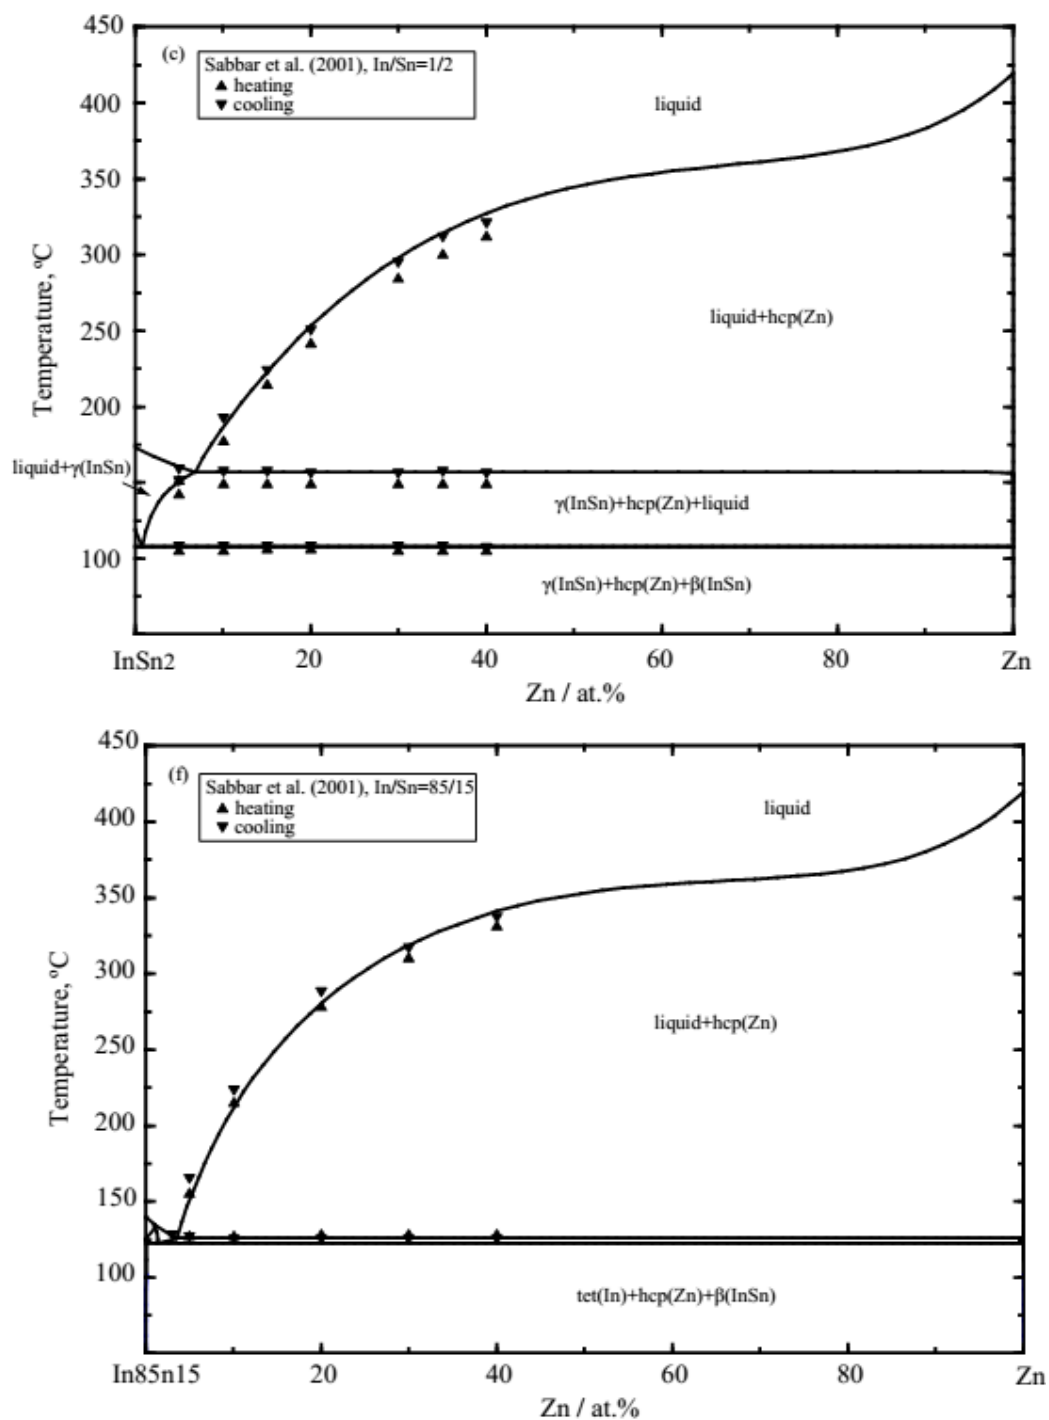 450
(c)
Sabbar et al. (2001), In/Sn=1/2
heating
cooling
liquid
400
350
300
liquid+hcp(Zn)
250
Temperature, ºC
200
liquid+γ(InSn)
γ(InSn)+hcp(Zn)+liquid
100
γ(InSn)+hcp(Zn)+β(InSn)
InSn2 20 40 60 80 Zn
Zn / at.%
450
(f)
Sabbar et al. (2001), In/Sn=85/15
heating
cooling
liquid
400
350
300
liquid+hcp(Zn)
250
Temperature, ºC
200
150
100
tet(In)+hcp(Zn)+β(InSn)
In85n15 20 40 60 80 Zn
Zn / at.%